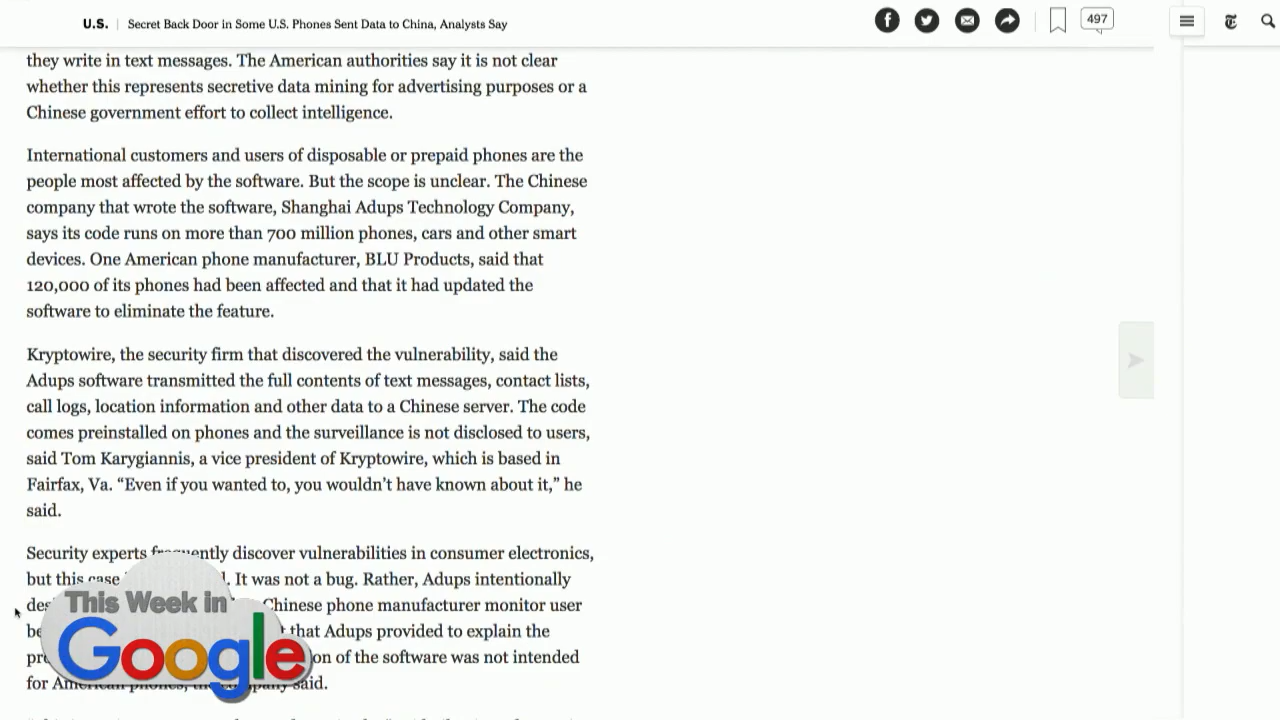 U.S. | Secret Back Door in Some U.S. Phones Sent Data to China, Analysts Say
497
they write in text messages. The American authorities say it is not clear
whether this represents secretive data mining for advertising purposes or a
Chinese government effort to collect intelligence.
International customers and users of disposable or prepaid phones are the
people most affected by the software. But the scope is unclear. The Chinese
company that wrote the software, Shanghai Adups Technology Company,
says its code runs on more than 700 million phones, cars and other smart
devices. One American phone manufacturer, BLU Products, said that
120,000 of its phones had been affected and that it had updated the
software to eliminate the feature.
Kryptowire, the security firm that discovered the vulnerability, said the
Adups software transmitted the full contents of text messages, contact lists,
call logs, location information and other data to a Chinese server. The code
comes preinstalled on phones and the surveillance is not disclosed to users,
said Tom Karygiannis, a vice president of Kryptowire, which is based in
Fairfax, Va. “Even if you wanted to, you wouldn’t have known about it,” he
said.
Security experts frequently discover vulnerabilities in consumer electronics,
but this case It was not a bug. Rather, Adups intentionally
Chinese phone manufacturer monitor user
that Adups provided to explain the
of the software was not intended
for American phones, the company said.
This Week in
Google